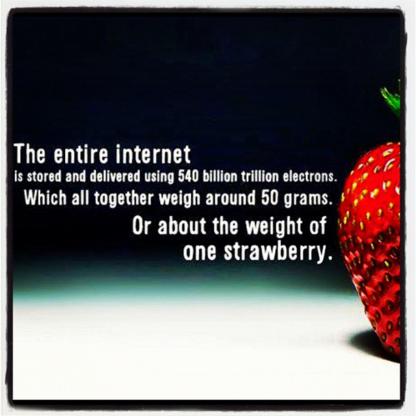 The entire internet
is stored and delivered using 540 billion trillion electrons.
Which all together weigh around 50 grams.
Or about the weight of
one strawberry.